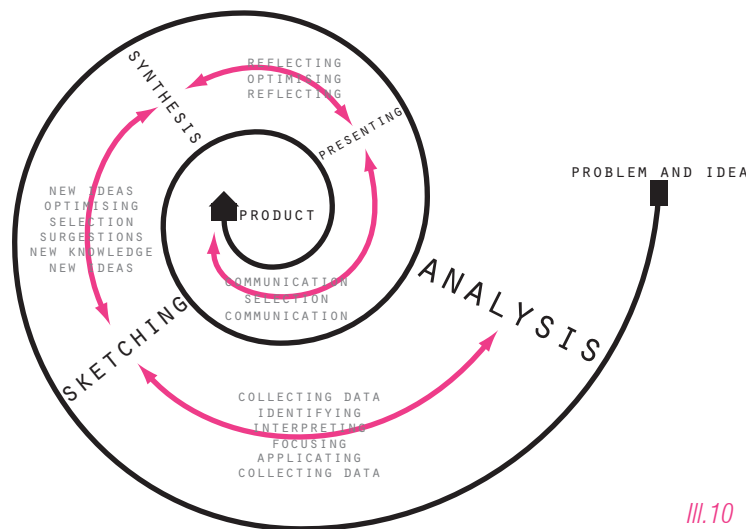 PROBLEM AND IDEA
ANALYSIS
COLLECTING DATA
IDENTIFYING
INTERPRETING
FOCUSING
APPLICATING
COLLECTING DATA
SKETCHING
NEW IDEAS
OPTIMISING
SELECTION
SURGESTIONS
NEW KNOWLEDGE
NEW IDEAS
SYNTHESIS
REFLECTING
OPTIMISING
REFLECTING
PRESENTING
COMMUNICATION
SELECTION
COMMUNICATION
PRODUCT
Ill.10